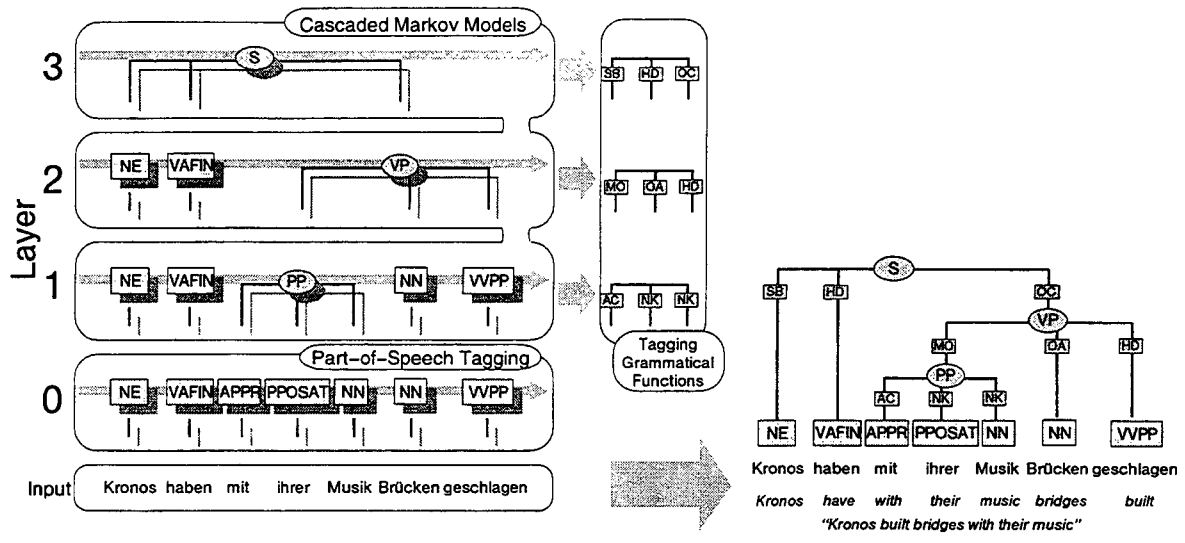 Cascaded Markov Models
3
S
SB HD OC
2
NE VAFIN VP
MO OA HD
Layer
1
NE VAFIN PP NN VVPP
AC NK NK
Tagging
Grammatical
Functions
Part-of-Speech Tagging
0
NE VAFIN APPR PPOSAT NN NN VVPP
Input Kronos haben mit ihrer Musik Brücken geschlagen
S
SB HD OC
VP
MO OA HD
PP
AC NK NK
NE VAFIN APPR PPOSAT NN NN VVPP
Kronos haben mit ihrer Musik Brücken geschlagen
Kronos have with their music bridges built
"Kronos built bridges with their music"